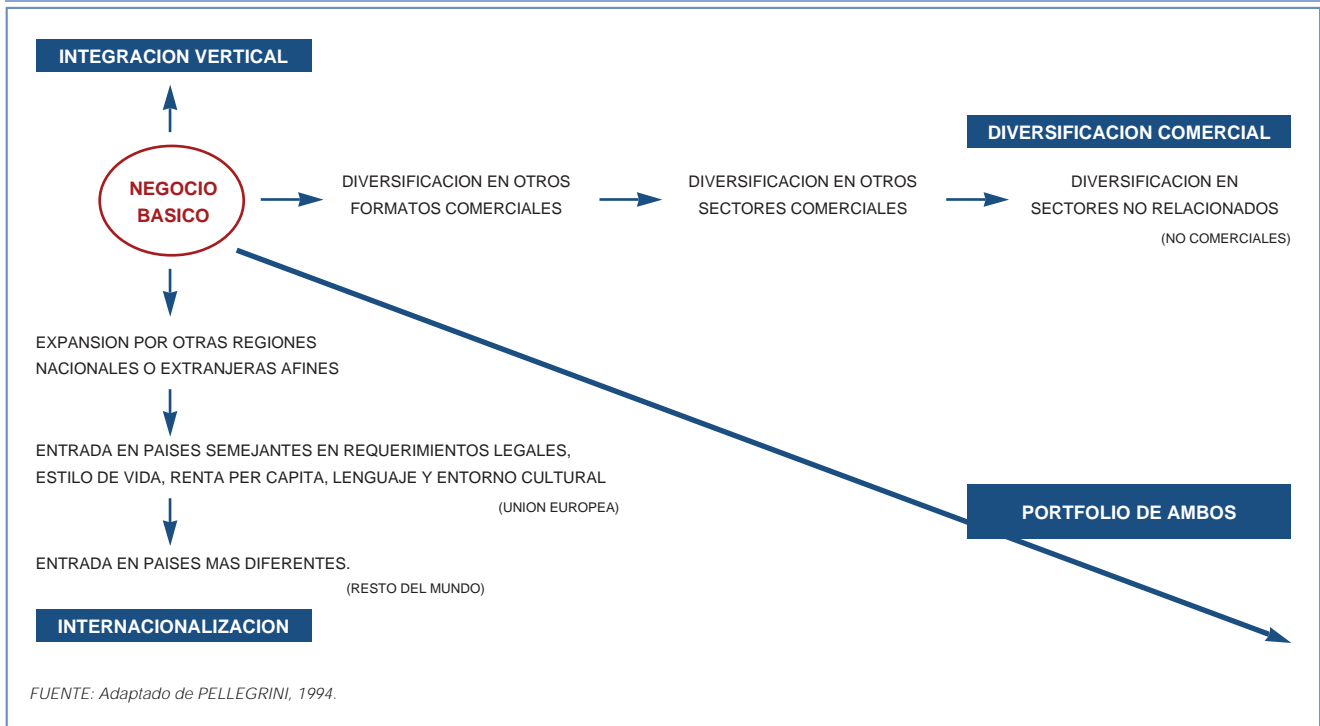 INTEGRACION VERTICAL
DIVERSIFICACION COMERCIAL
NEGOCIO
BASICO
DIVERSIFICACION EN OTROS
FORMATOS COMERCIALES
DIVERSIFICACION EN OTROS
SECTORES COMERCIALES
DIVERSIFICACION EN
SECTORES NO RELACIONADOS
(NO COMERCIALES)
EXPANSION POR OTRAS REGIONES
NACIONALES O EXTRANJERAS AFINES
ENTRADA EN PAISES SEMEJANTES EN REQUERIMIENTOS LEGALES,
ESTILO DE VIDA, RENTA PER CAPITA, LENGUAJE Y ENTORNO CULTURAL
(UNION EUROPEA)
PORTFOLIO DE AMBOS
ENTRADA EN PAISES MAS DIFERENTES.
(RESTO DEL MUNDO)
INTERNACIONALIZACION
FUENTE: Adaptado de PELLEGRINI, 1994.